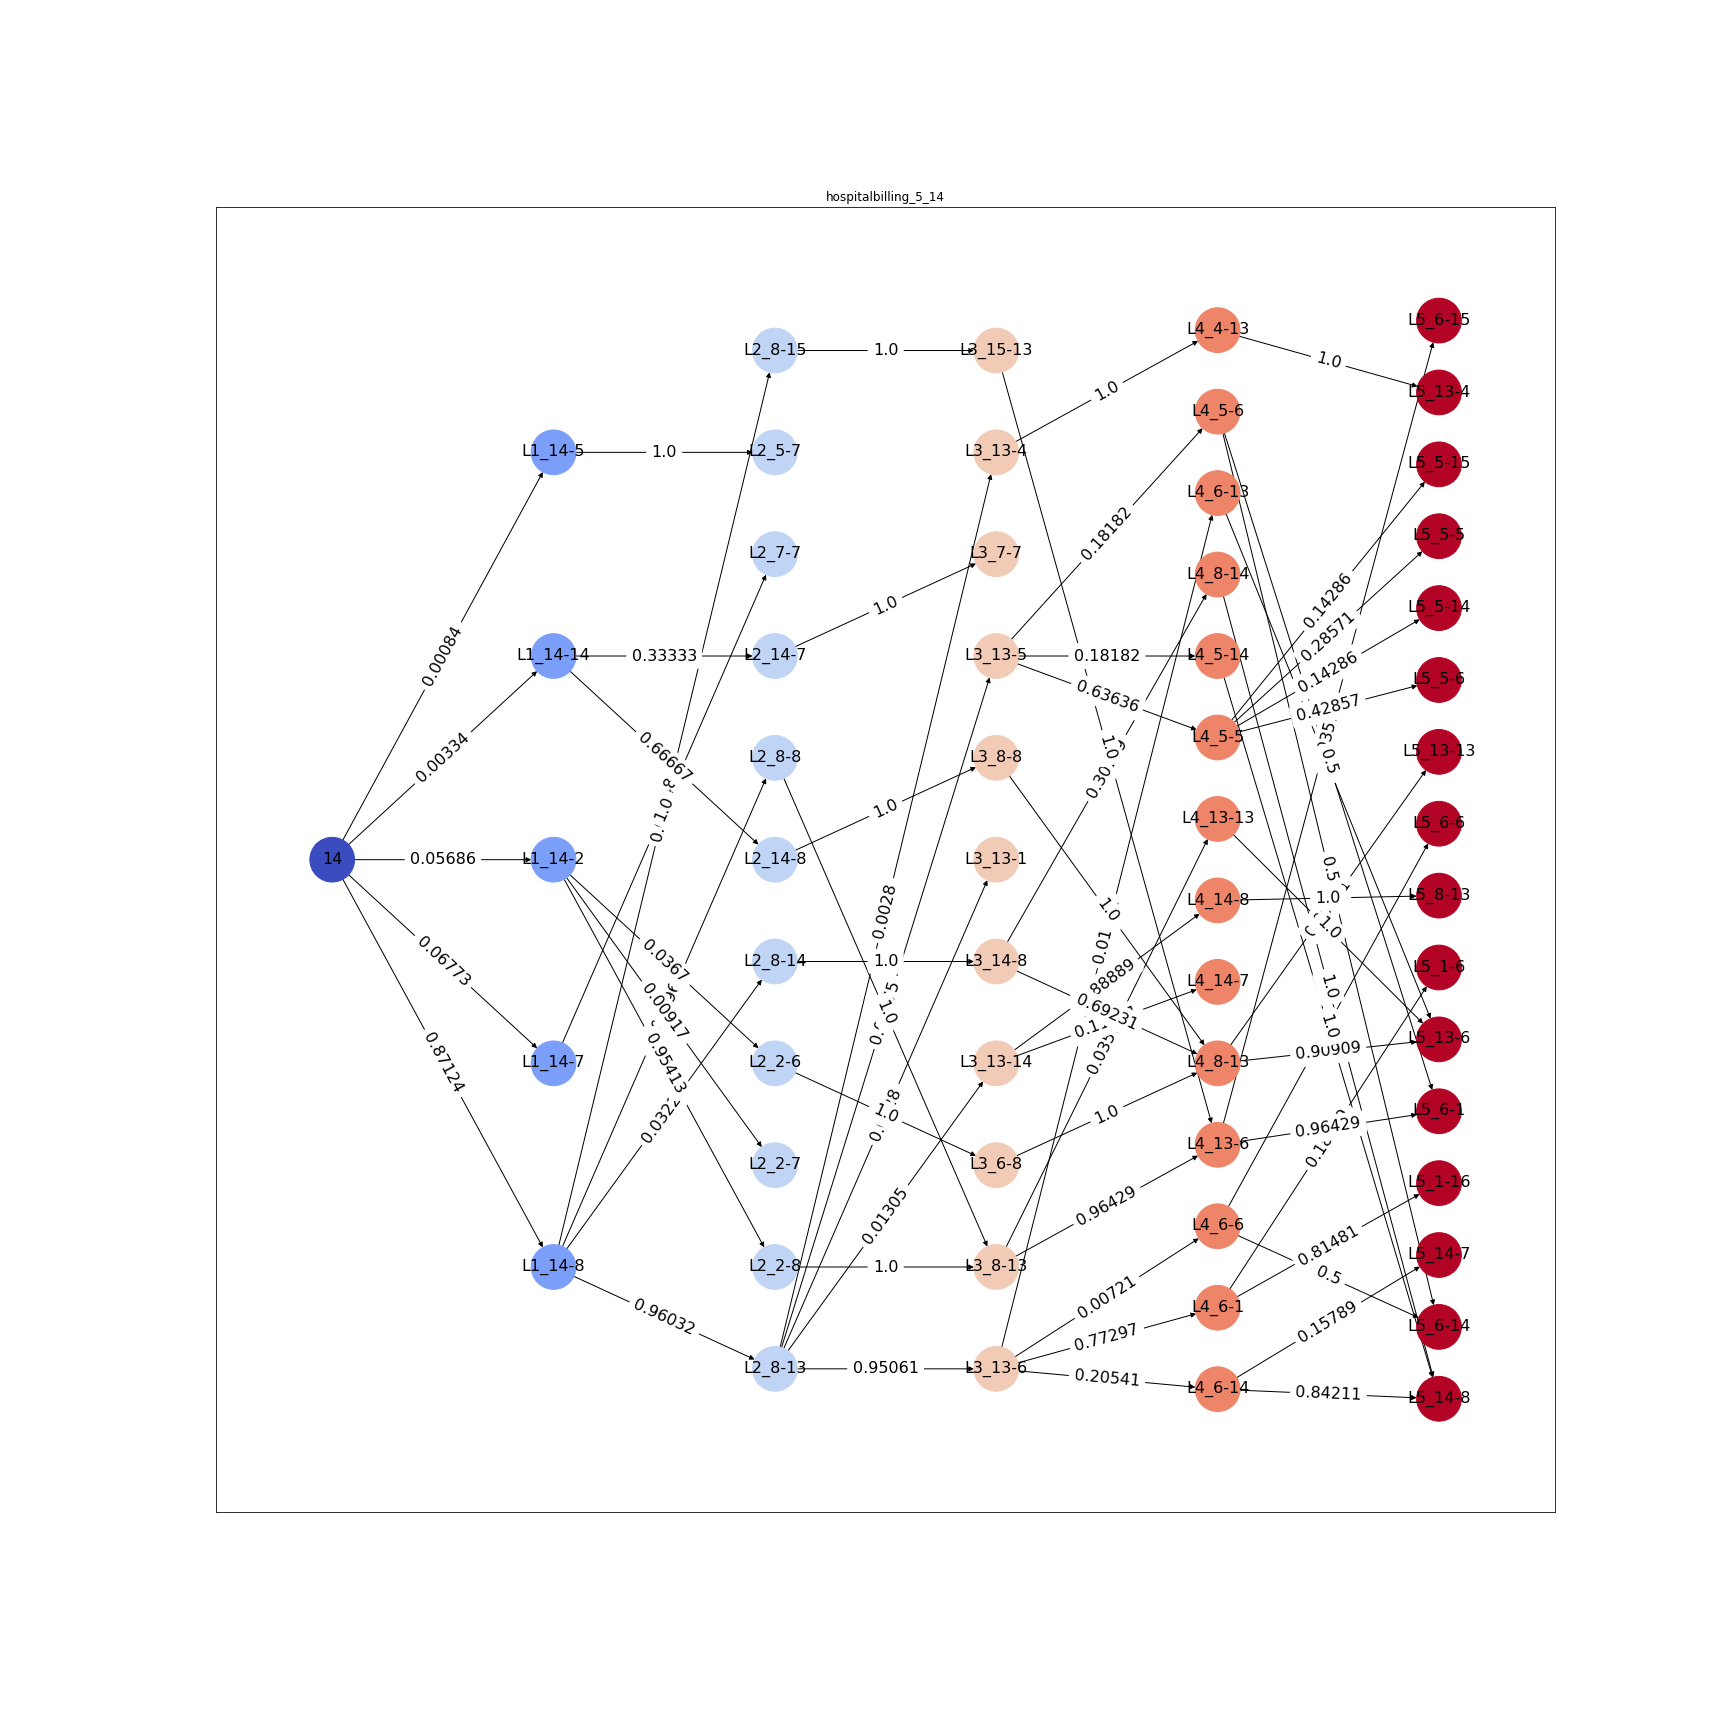 hospitalbilling_5_14
14
L1_14-5
L1_14-14
L1_14-2
L1_14-7
L1_14-8
L2_8-15
L2_5-7
L2_7-7
L2_14-7
L2_8-8
L2_14-8
L2_8-14
L2_2-6
L2_2-7
L2_2-8
L2_8-13
L3_15-13
L3_13-4
L3_7-7
L3_13-5
L3_8-8
L3_13-1
L3_14-8
L3_13-14
L3_6-8
L3_8-13
L3_13-6
L4_4-13
L4_5-6
L4_6-13
L4_8-14
L4_5-14
L4_5-5
L4_13-13
L4_14-8
L4_14-7
L4_8-13
L4_13-6
L4_6-6
L4_6-1
L4_6-14
L5_6-15
L5_13-4
L5_5-15
L5_5-5
L5_5-14
L5_5-6
L5_13-13
L5_6-6
L5_8-13
L5_1-6
L5_13-6
L5_6-1
L5_1-16
L5_14-7
L5_6-14
L5_14-8
0.00084
0.00334
0.05686
0.06773
0.87124
1.0
0.33333
0.66667
1.0
0.0367
0.00917
0.95413
0.96032
1.0
1.0
1.0
0.0028
1.0
1.0
1.0
0.01305
1.0
0.95061
1.0
0.18182
0.18182
0.63636
1.0
1.0
0.01
0.69231
1.0
0.96429
0.00721
0.77297
0.20541
1.0
0.14286
0.28571
0.14286
0.42857
0.5
0.5
1.0
1.0
1.0
1.0
0.90909
0.96429
0.81481
0.5
0.15789
0.84211